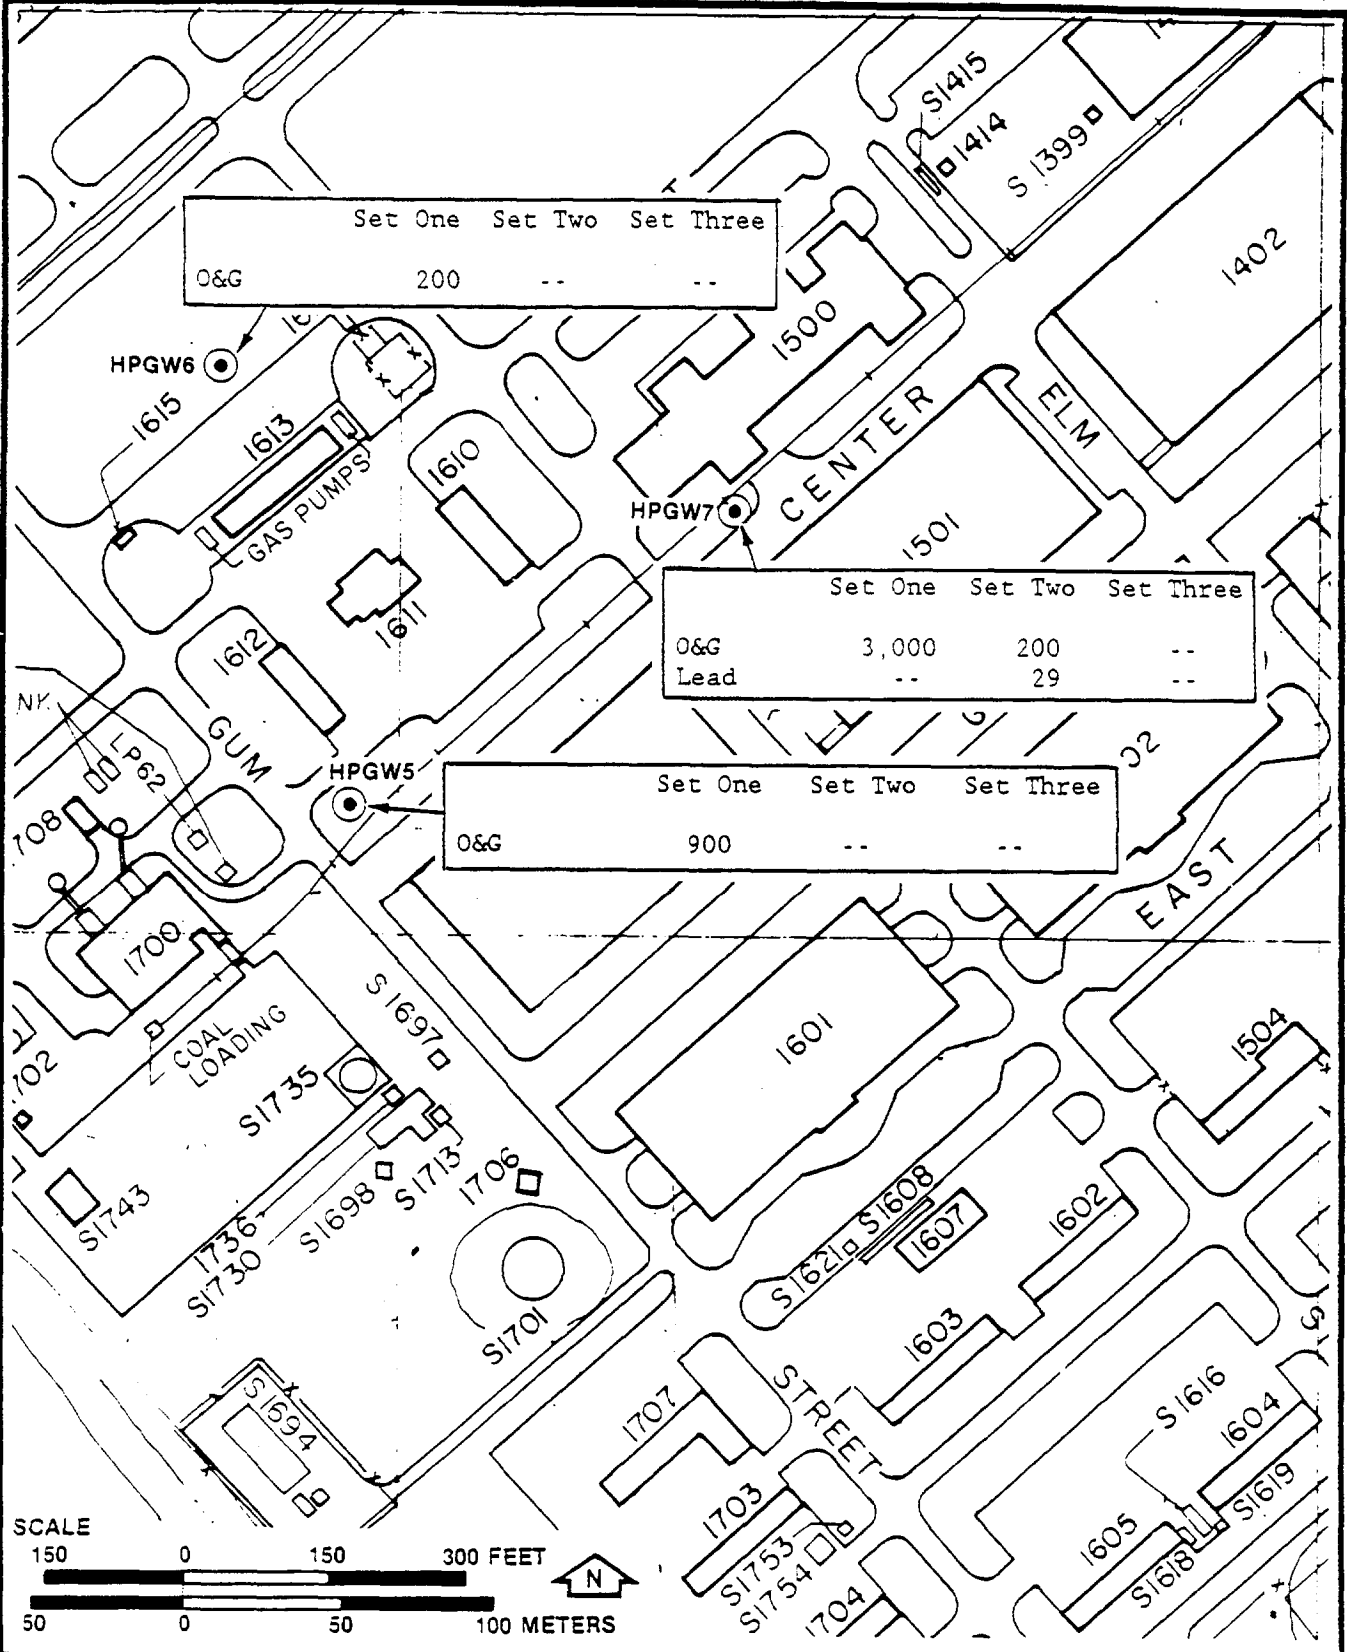 S1415
1414
S 1399
1402
Set One Set Two Set Three
O&G 200 -- --
1500
HPGW6
1615
1613
GAS PUMPS
1610
CENTER
ELM
HPGW7
1501
1611
Set One Set Two Set Three
O&G 3,000 200 --
Lead -- 29 --
1612
GUM
LP62
HPGW5
Set One Set Two Set Three
O&G 900 -- --
EAST
1700
S 1697
COAL
LOADING
1601
1504
S1735
S1743
1736
S1730
S1698
S1713
1706
S1701
S1621
S1608
1607
1602
1603
S1694
1707
STREET
S1616
1604
S1619
1703
S1753
S1754
1704
1605
S1618
SCALE
150 0 150 300 FEET
N
50 0 50 100 METERS